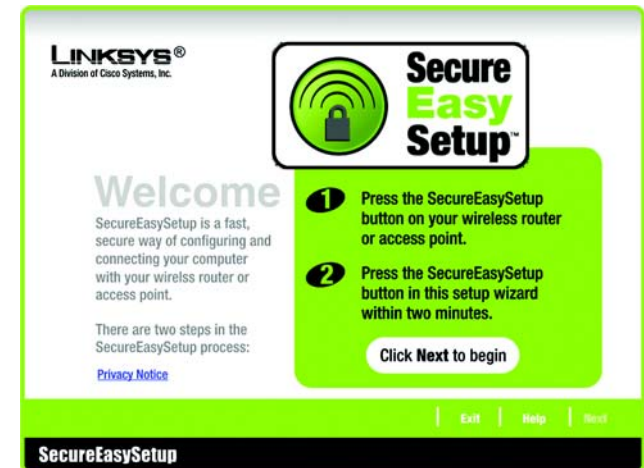 LINKSYS®
A Division of Cisco Systems, Inc.
Secure
Easy
Setup™
Welcome
SecureEasySetup is a fast,
secure way of configuring and
connecting your computer
with your wirelss router or
access point.
There are two steps in the
SecureEasySetup process:
Privacy Notice
1 Press the SecureEasySetup
button on your wireless router
or access point.
2 Press the SecureEasySetup
button in this setup wizard
within two minutes.
Click Next to begin
Exit | Help | Next
SecureEasySetup